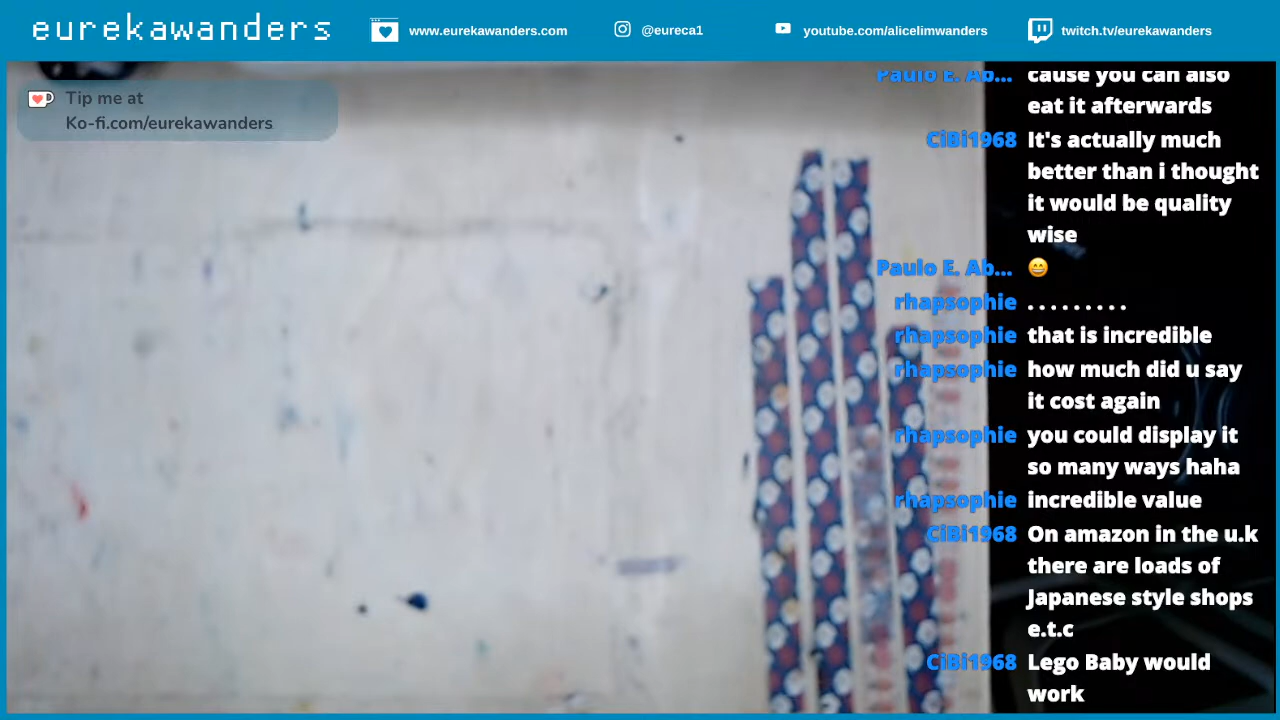 eurekawanders
www.eurekawanders.com
@eureca1
youtube.com/alicelimwanders
twitch.tv/eurekawanders
Tip me at
Ko-fi.com/eurekawanders
Paulo E. Ab... cause you can also
eat it afterwards
CiBi1968 It's actually much
better than i thought
it would be quality
wise
Paulo E. Ab... 😄
rhapsophie . . . . . . . . .
rhapsophie that is incredible
rhapsophie how much did u say
it cost again
rhapsophie you could display it
so many ways haha
rhapsophie incredible value
CiBi1968 On amazon in the u.k
there are loads of
Japanese style shops
e.t.c
CiBi1968 Lego Baby would
work